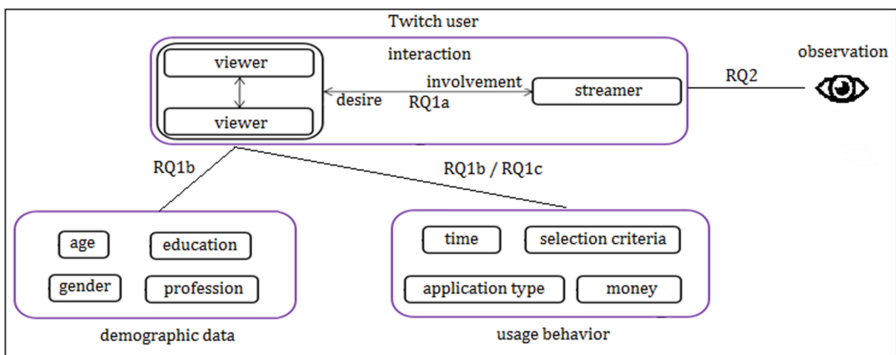 Twitch user
interaction
observation
viewer
involvement
RQ2
desire
streamer
RQ1a
viewer
RQ1b
RQ1b / RQ1c
age
education
time
selection criteria
gender
profession
application type
money
demographic data
usage behavior